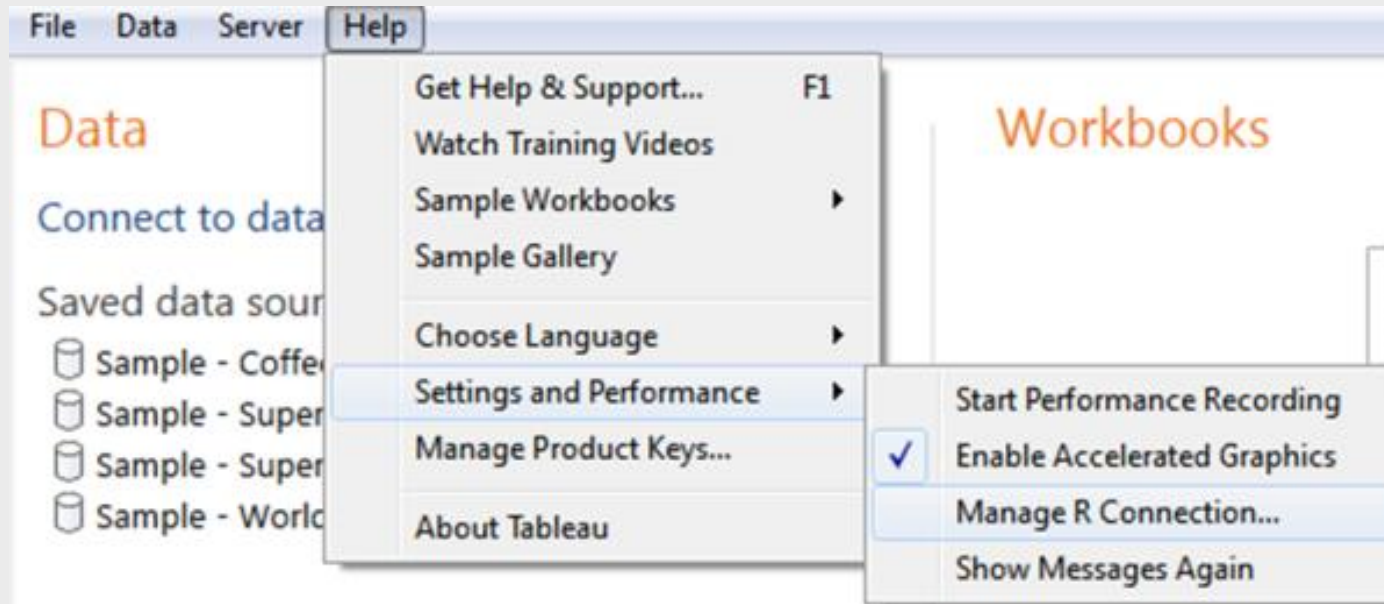 File Data Server Help
Data
Connect to data
Saved data sour
Sample - Coffe
Sample - Super
Sample - Super
Sample - World
Get Help & Support... F1
Watch Training Videos
Sample Workbooks
Sample Gallery
Choose Language
Settings and Performance
Manage Product Keys...
About Tableau
Start Performance Recording
Enable Accelerated Graphics
Manage R Connection...
Show Messages Again
Workbooks